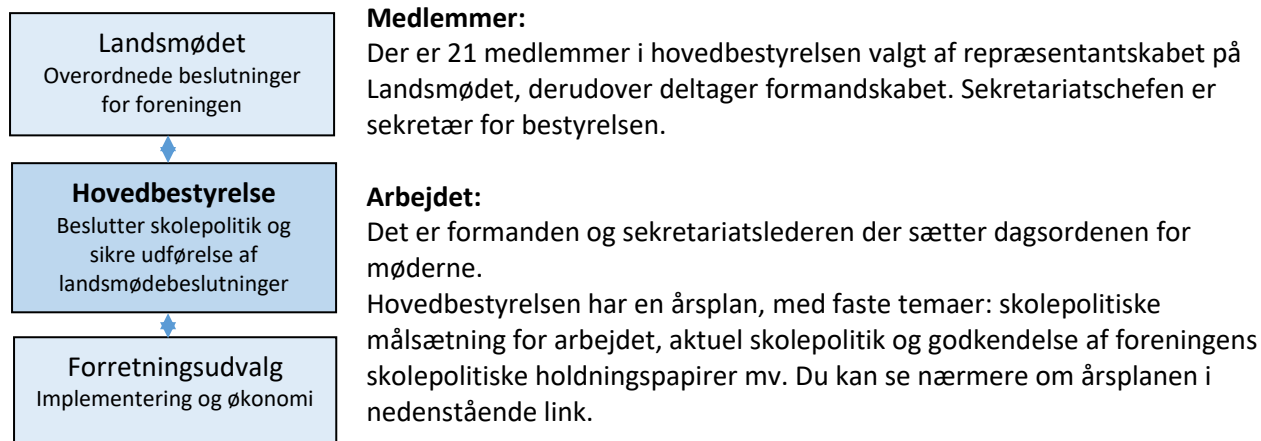 Landsmødet
Overordnede beslutninger
for foreningen
Hovedbestyrelse
Beslutter skolepolitik og
sikre udførelse af
landsmødebeslutninger
Forretningsudvalg
Implementering og økonomi
Medlemmer:
Der er 21 medlemmer i hovedbestyrelsen valgt af repræsentantskabet på
Landsmødet, derudover deltager formandskabet. Sekretariatschefen er
sekretær for bestyrelsen.
Arbejdet:
Det er formanden og sekretariatslederen der sætter dagsordenen for
møderne.
Hovedbestyrelsen har en årsplan, med faste temaer: skolepolitiske
målsætning for arbejdet, aktuel skolepolitik og godkendelse af foreningens
skolepolitiske holdningspapirer mv. Du kan se nærmere om årsplanen i
nedenstående link.